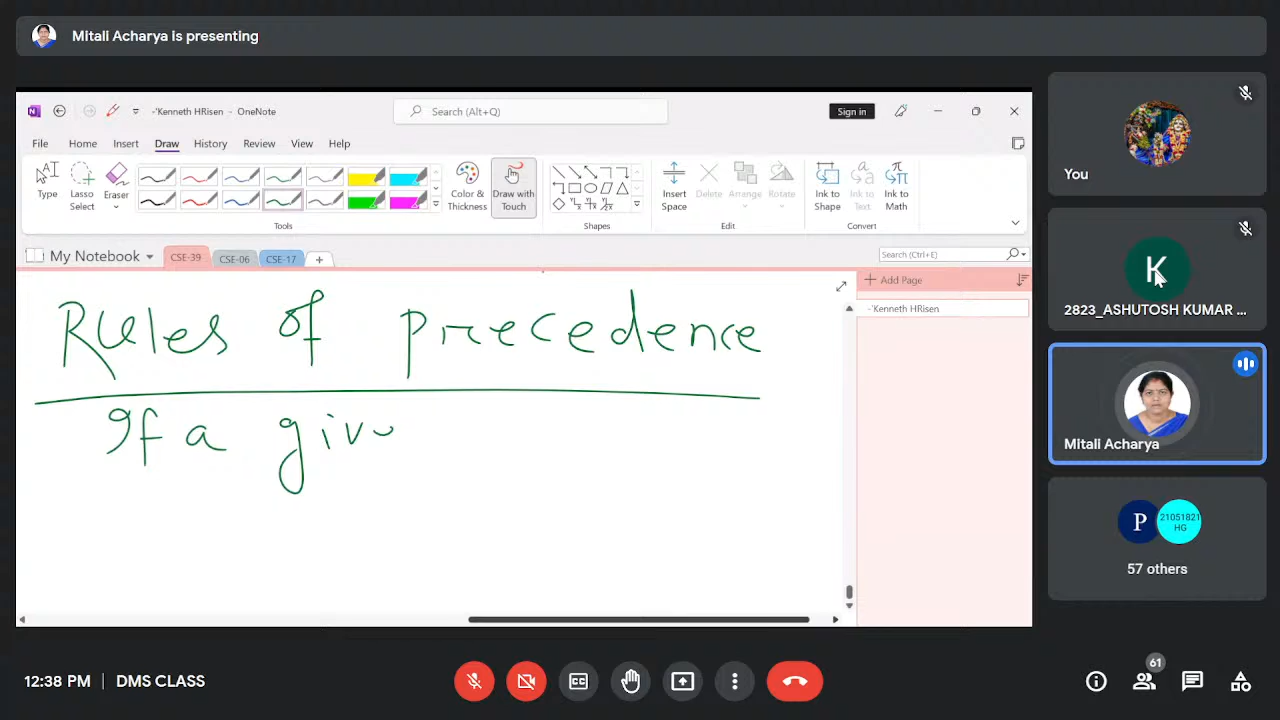 Mitali Acharya is presenting
-'Kenneth HRisen - OneNote
Search (Alt+Q)
Sign in
File Home Insert Draw History Review View Help
Type
Lasso Select
Eraser
Color & Thickness
Draw with Touch
Insert Space
Delete
Arrange
Rotate
Ink to Shape
Ink to Text
Ink to Math
Tools
Shapes
Edit
Convert
My Notebook
CSE-39
CSE-06
CSE-17
Search (Ctrl+E)
Add Page
-'Kenneth HRisen
Rules of precedence
If a give
You
K
2823_ASHUTOSH KUMAR ...
Mitali Acharya
P
21051821 HG
57 others
12:38 PM | DMS CLASS
CC
61